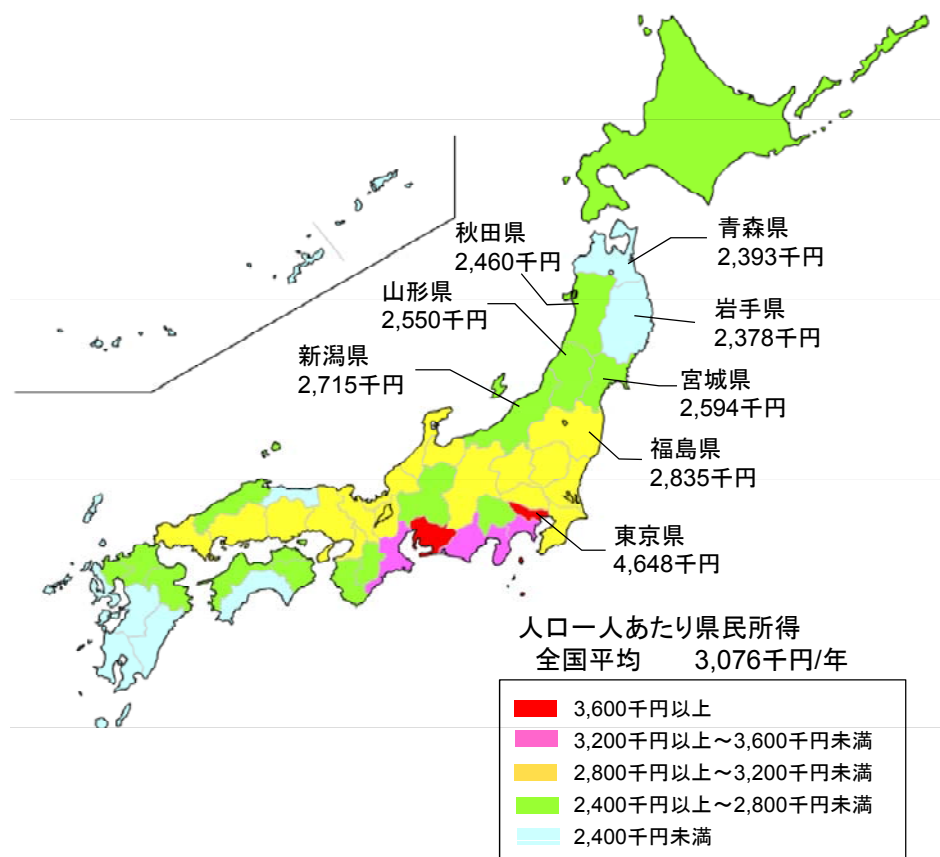 秋田県
2,460千円
青森県
2,393千円
山形県
2,550千円
岩手県
2,378千円
新潟県
2,715千円
宮城県
2,594千円
福島県
2,835千円
東京県
4,648千円
人口一人あたり県民所得
全国平均 3,076千円/年
3,600千円以上
3,200千円以上～3,600千円未満
2,800千円以上～3,200千円未満
2,400千円以上～2,800千円未満
2,400千円未満